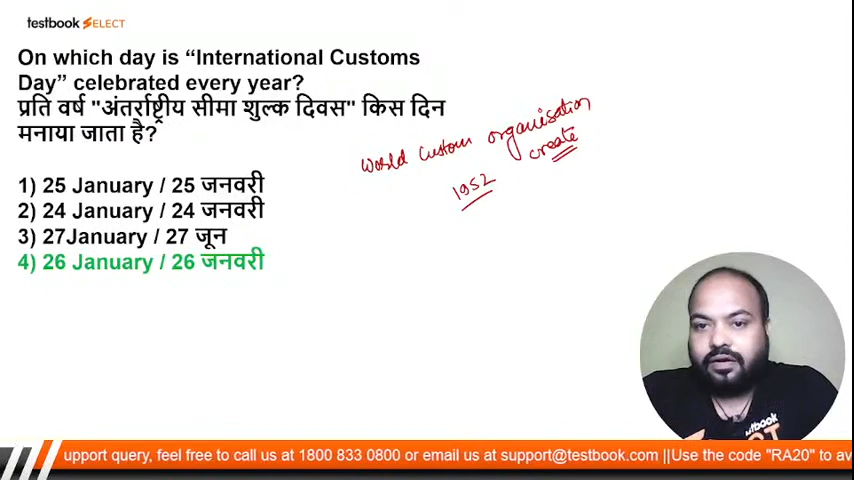 testbook SELECT
On which day is “International Customs
Day” celebrated every year?
प्रति वर्ष "अंतर्राष्ट्रीय सीमा शुल्क दिवस" किस दिन
मनाया जाता है?
World Custom organisation
create
1952
1) 25 January / 25 जनवरी
2) 24 January / 24 जनवरी
3) 27January / 27 जून
4) 26 January / 26 जनवरी
upport query, feel free to call us at 1800 833 0800 or email us at support@testbook.com ||Use the code "RA20" to av